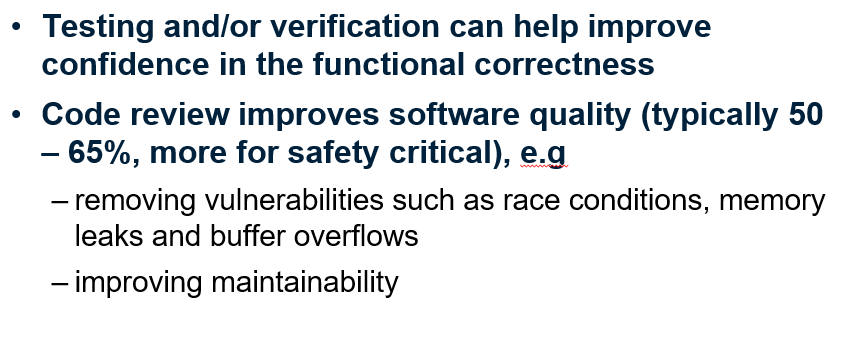 • Testing and/or verification can help improve
confidence in the functional correctness
• Code review improves software quality (typically 50
– 65%, more for safety critical), e.g
– removing vulnerabilities such as race conditions, memory
leaks and buffer overflows
– improving maintainability